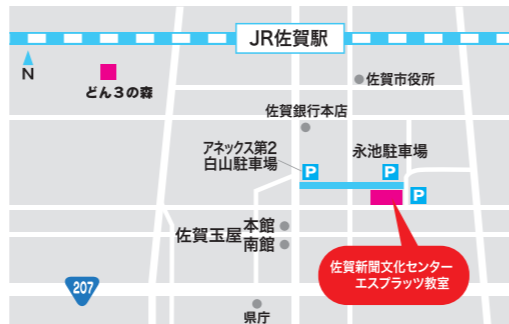 JR佐賀駅
N
どん3の森
佐賀市役所
佐賀銀行本店
アネックス第2
白山駐車場
永池駐車場
P
P
P
佐賀玉屋
本館
南館
佐賀新聞文化センター
エスプラッツ教室
207
県庁